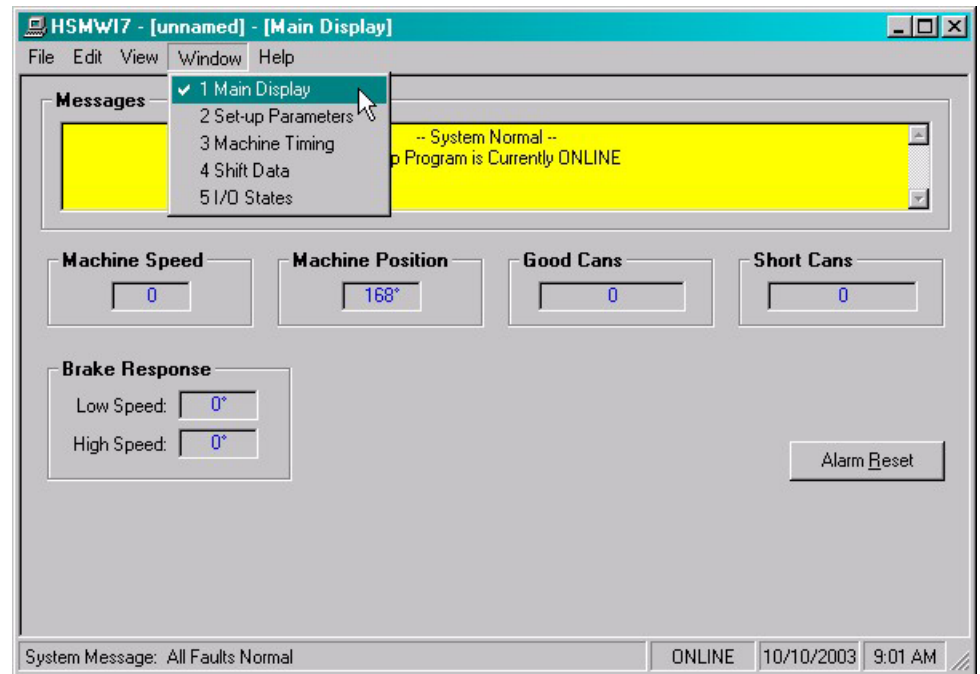 HSMWI7 - [unnamed] - [Main Display]
File Edit View Window Help
1 Main Display
2 Set-up Parameters
3 Machine Timing
4 Shift Data
5 I/O States
Messages
-- System Normal --
p Program is Currently ONLINE
Machine Speed
0
Machine Position
168°
Good Cans
0
Short Cans
0
Brake Response
Low Speed: 0°
High Speed: 0°
Alarm Reset
System Message: All Faults Normal ONLINE 10/10/2003 9:01 AM